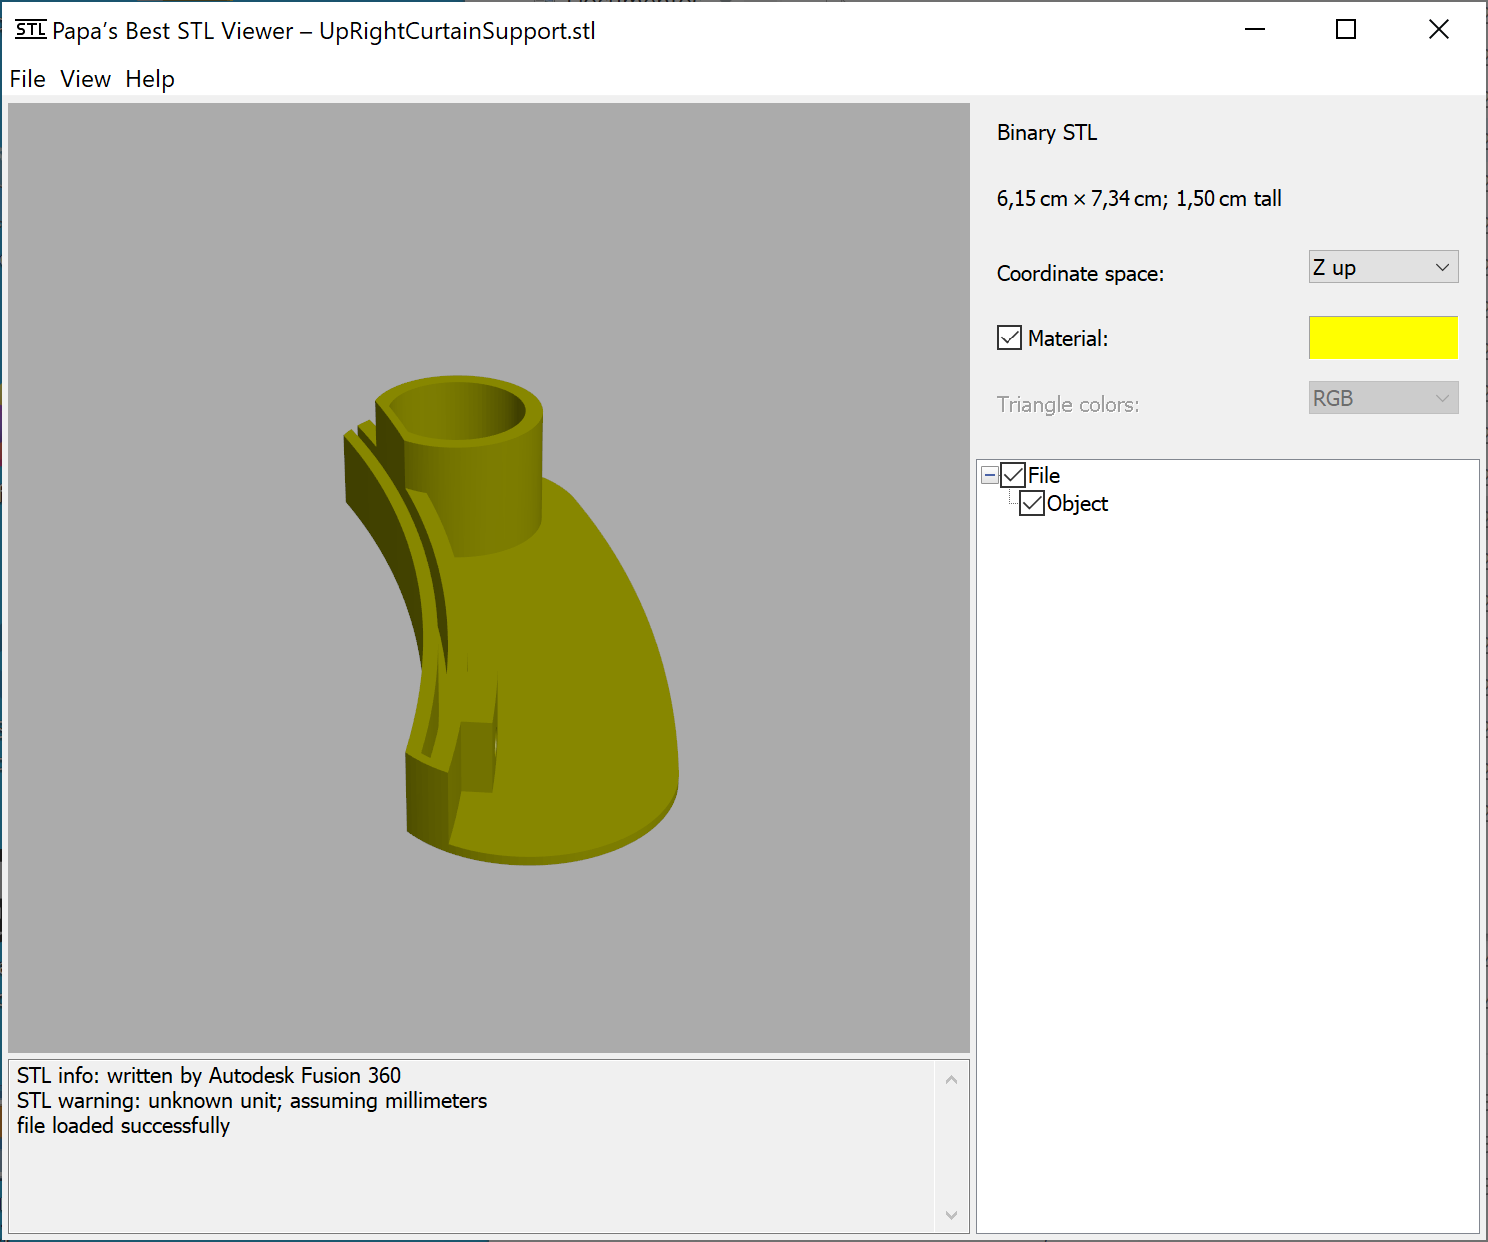 STL Papa’s Best STL Viewer – UpRightCurtainSupport.stl
File View Help
Binary STL
6,15 cm × 7,34 cm; 1,50 cm tall
Coordinate space: Z up
Material:
Triangle colors: RGB
File
Object
STL info: written by Autodesk Fusion 360
STL warning: unknown unit; assuming millimeters
file loaded successfully